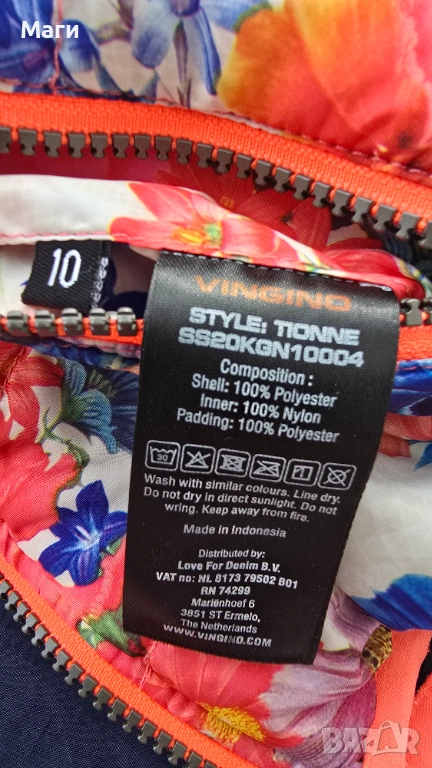 Маги
10
VINGINO
STYLE: TIONNE
SS20KGN10004
Composition :
Shell: 100% Polyester
Inner: 100% Nylon
Padding: 100% Polyester
30
Wash with similar colours. Line dry.
Do not dry in direct sunlight. Do not
wring. Keep away from fire.
Made in Indonesia
Distributed by:
Love For Denim B.V.
VAT no: NL 8173 79502 B01
RN 74299
Mariënhoef 6
3851 ST Ermelo,
The Netherlands
WWW.VINGINO.COM
BAZAR